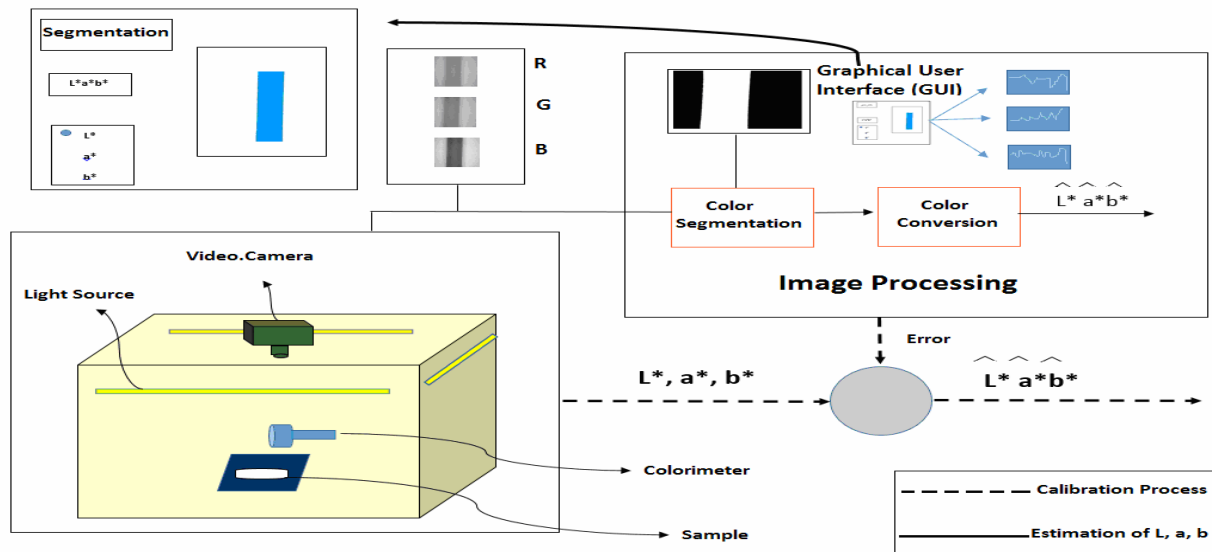 Segmentation
L*a*b*
L*
a*
b*
R
G
B
Graphical User
Interface (GUI)
Color
Segmentation
Color
Conversion
^ ^ ^
L* a*b*
Image Processing
Video.Camera
Light Source
Error
L*, a*, b*
^ ^ ^
L* a*b*
Colorimeter
Sample
Calibration Process
Estimation of L, a, b